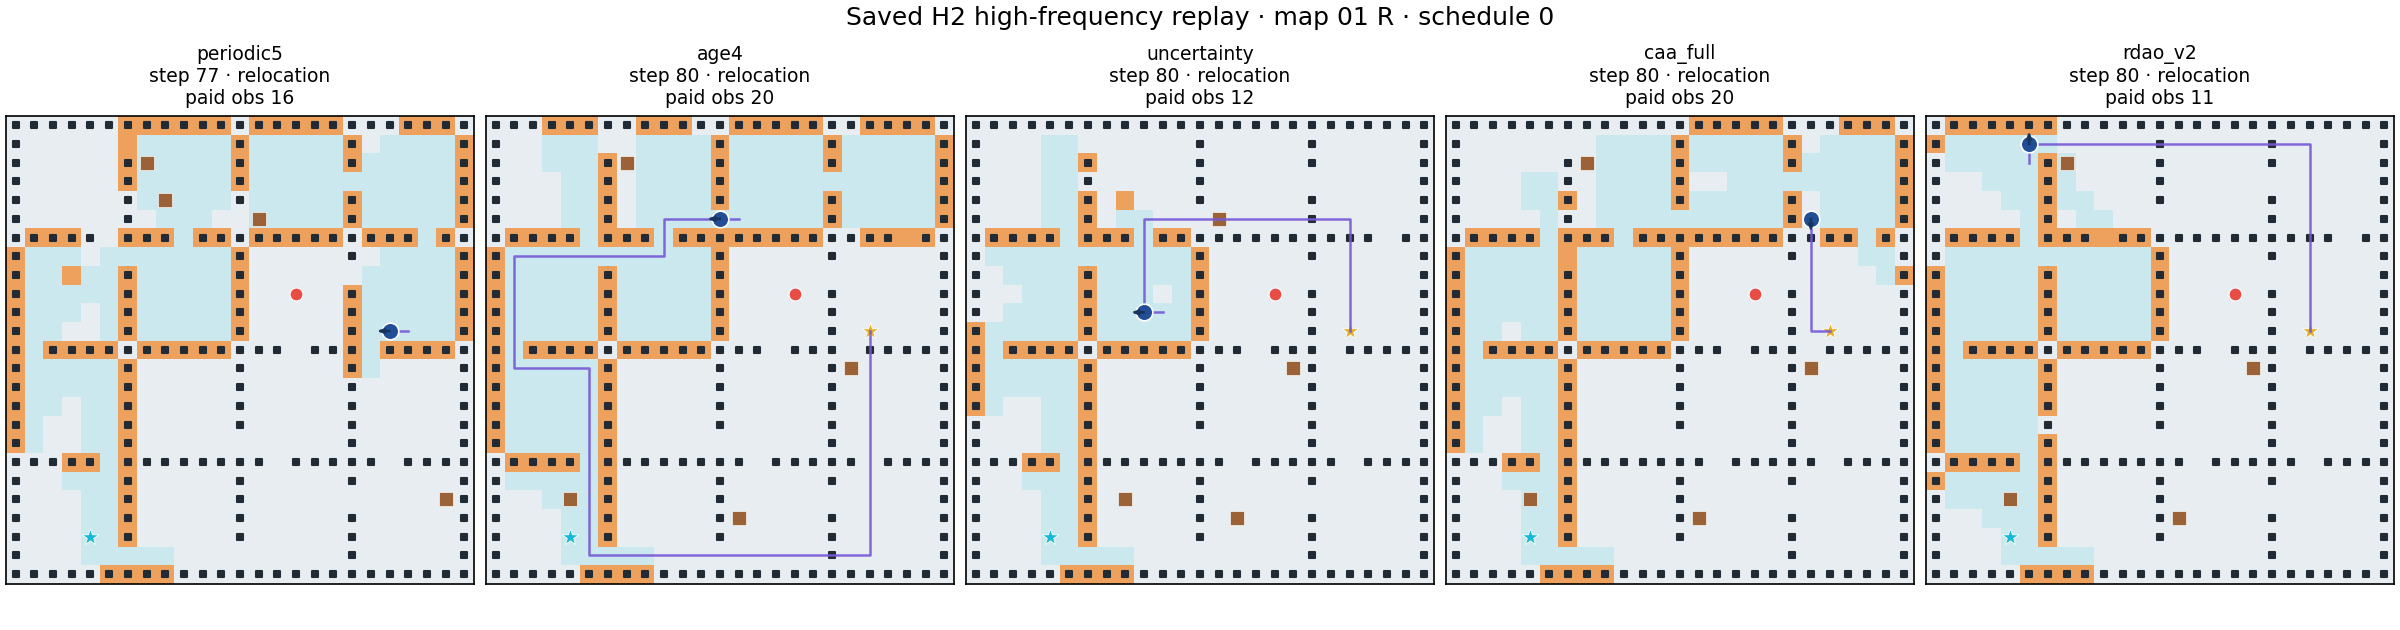 Saved H2 high-frequency replay · map 01 R · schedule 0
periodic5
step 77 · relocation
paid obs 16
age4
step 80 · relocation
paid obs 20
uncertainty
step 80 · relocation
paid obs 12
caa_full
step 80 · relocation
paid obs 20
rdao_v2
step 80 · relocation
paid obs 11